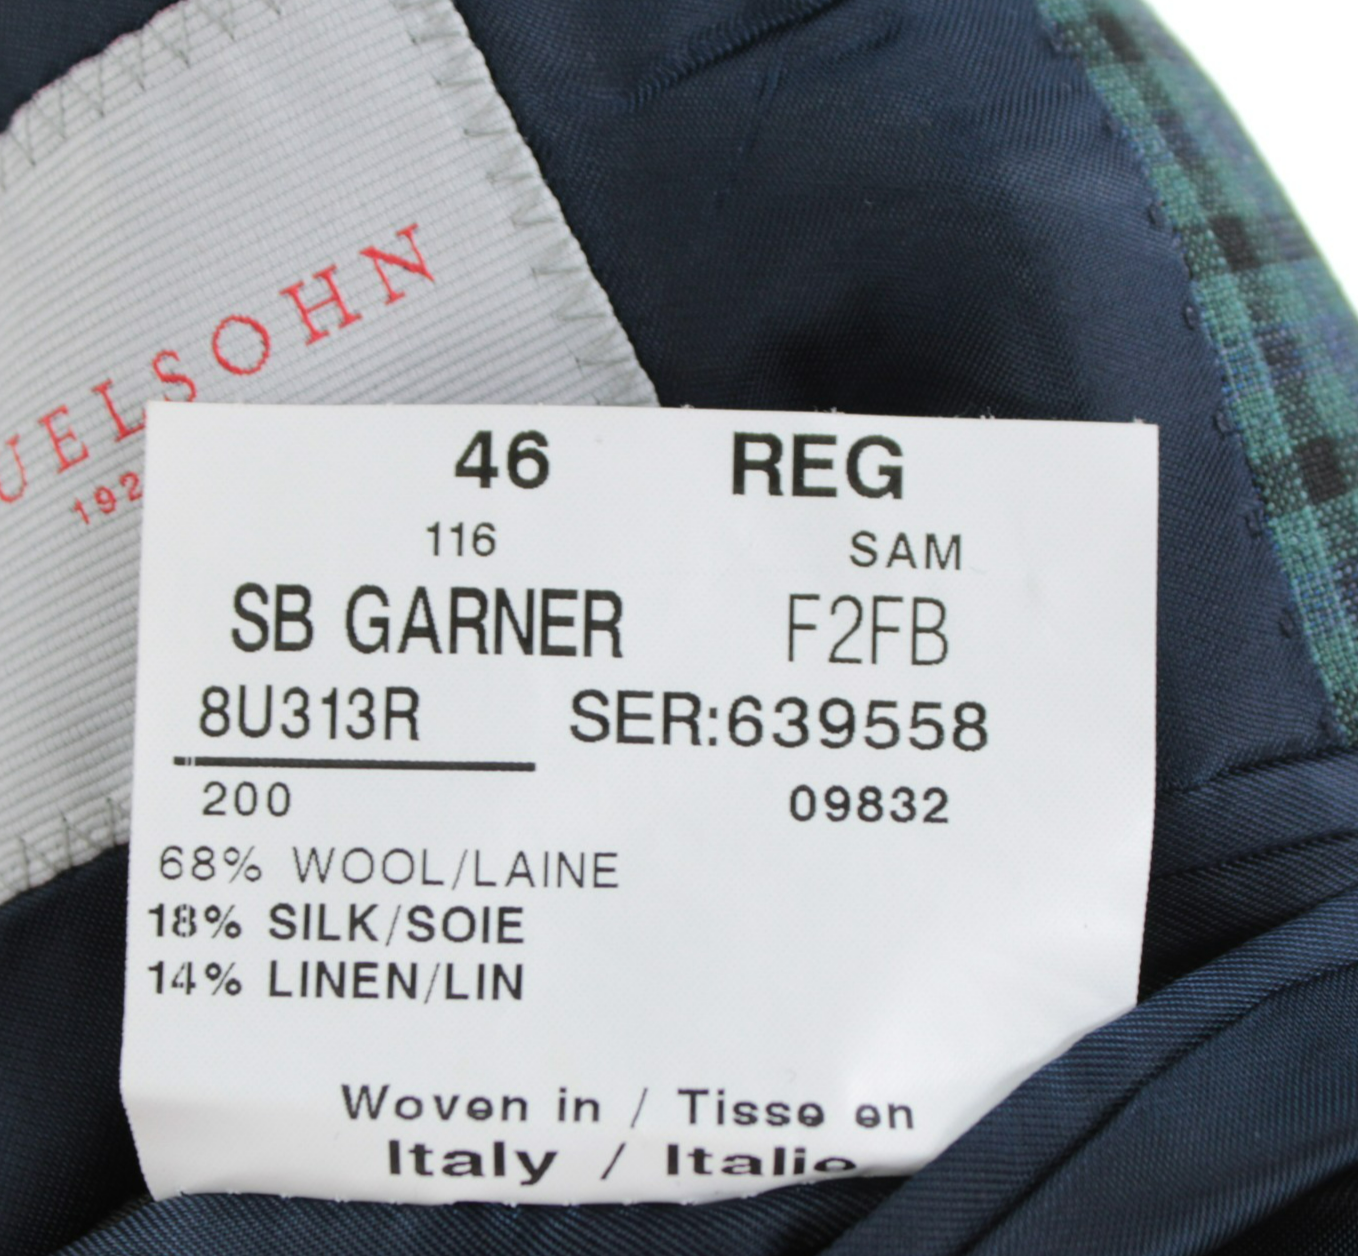 UELSOHN
192
46 REG
116 SAM
SB GARNER F2FB
8U313R SER:639558
200 09832
68% WOOL/LAINE
18% SILK/SOIE
14% LINEN/LIN
Woven in / Tisse en
Italy / Italie